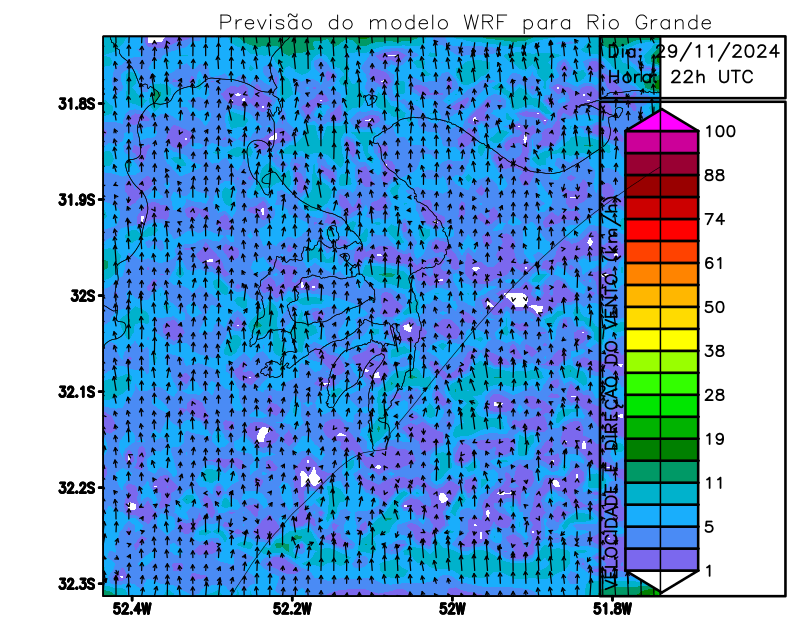 Previsão do modelo WRF para Rio Grande
Dia: 29/11/2024
Hora: 22h UTC
31.8S
31.9S
32S
32.1S
32.2S
32.3S
52.4W
52.2W
52W
51.8W
VELOCIDADE E DIREÇÃO DO VENTO (km/h)
100
88
74
61
50
38
28
19
11
5
1